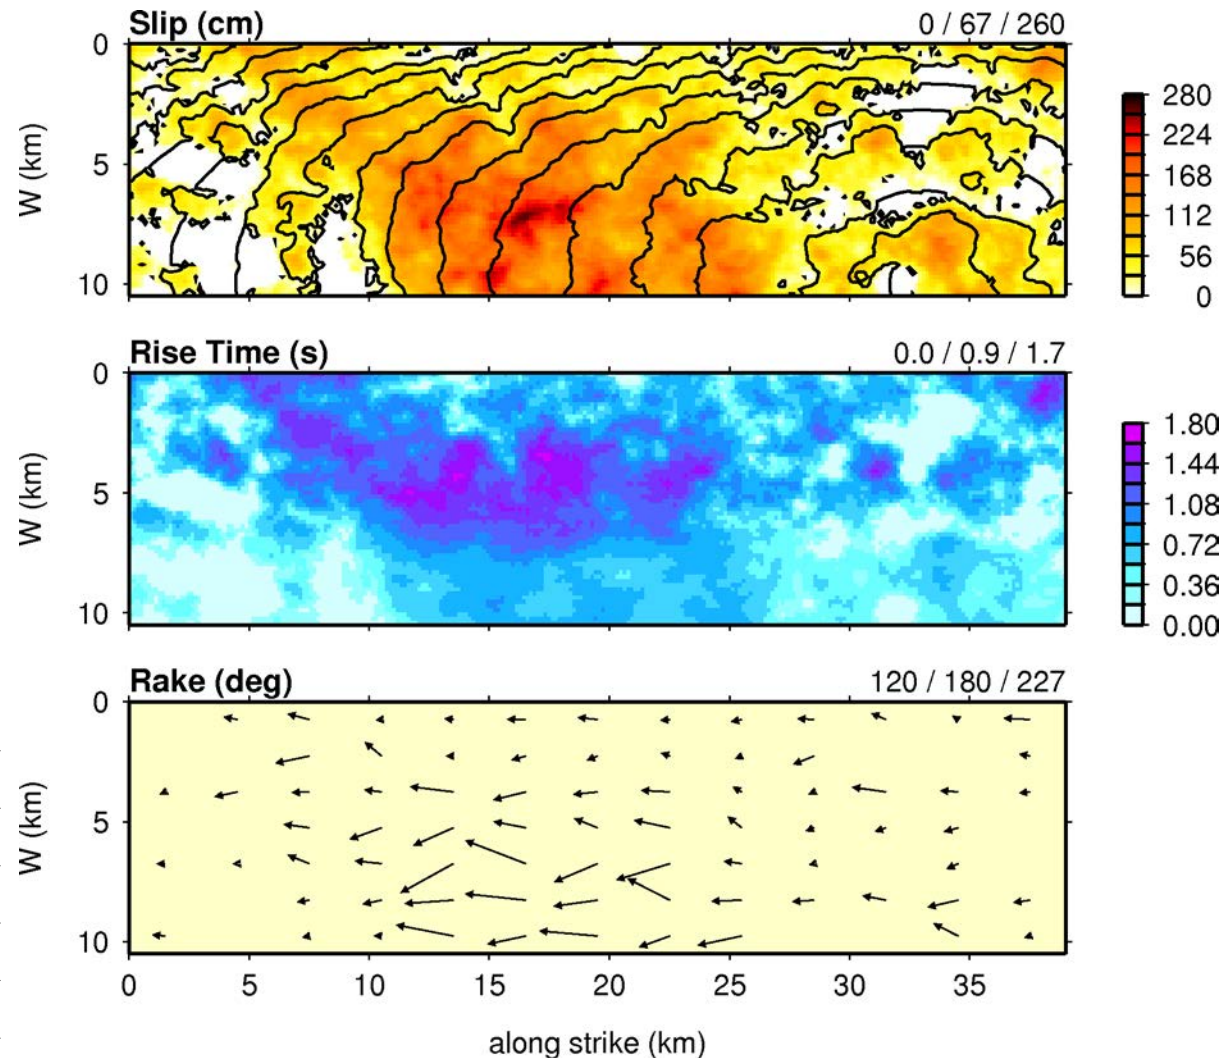 Slip (cm) 0 / 67 / 260
0
5
10
W (km)
280
224
168
112
56
0
Rise Time (s) 0.0 / 0.9 / 1.7
0
5
10
W (km)
1.80
1.44
1.08
0.72
0.36
0.00
Rake (deg) 120 / 180 / 227
0
5
10
W (km)
0 5 10 15 20 25 30 35
along strike (km)